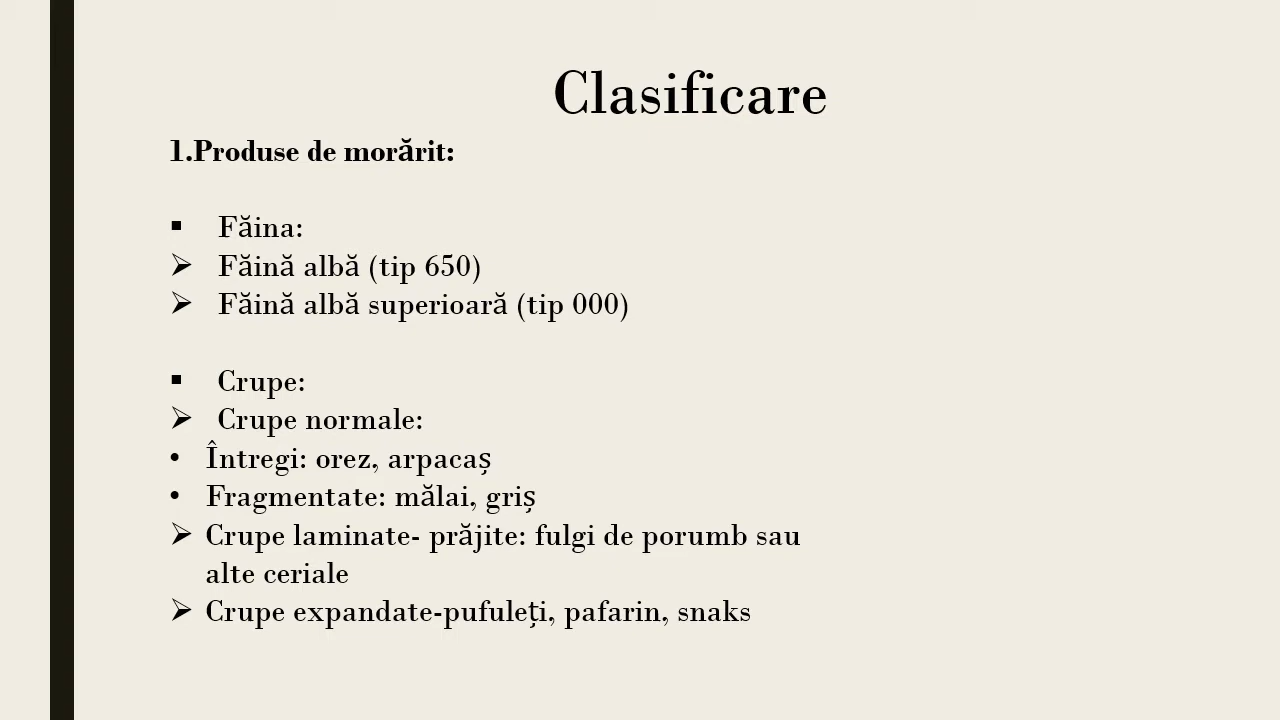 Clasificare
1.Produse de morărit:
▪ Făina:
➢ Făină albă (tip 650)
➢ Făină albă superioară (tip 000)
▪ Crupe:
➢ Crupe normale:
• Întregi: orez, arpacaș
• Fragmentate: mălai, griș
➢ Crupe laminate- prăjite: fulgi de porumb sau
alte ceriale
➢ Crupe expandate-pufuleți, pafarin, snaks